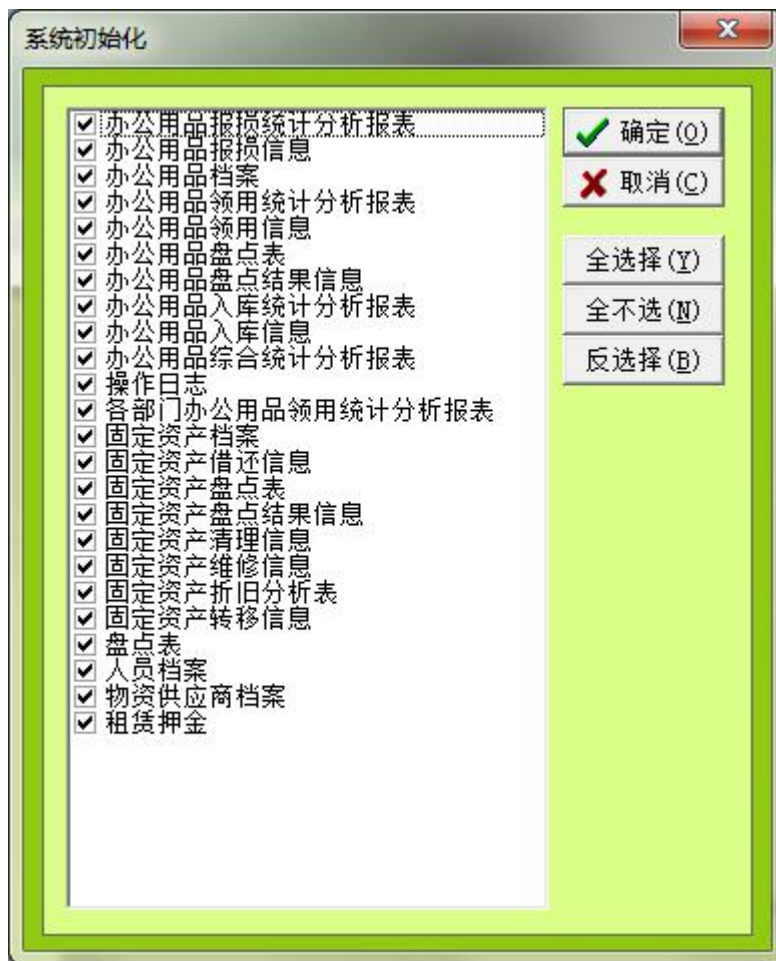 系统初始化
办公用品报损统计分析报表
办公用品报损信息
办公用品档案
办公用品领用统计分析报表
办公用品领用信息
办公用品盘点表
办公用品盘点结果信息
办公用品入库统计分析报表
办公用品入库信息
办公用品综合统计分析报表
操作日志
各部门办公用品领用统计分析报表
固定资产档案
固定资产借还信息
固定资产盘点表
固定资产盘点结果信息
固定资产清理信息
固定资产维修信息
固定资产折旧分析表
固定资产转移信息
盘点表
人员档案
物资供应商档案
租赁押金
确定(O)
取消(C)
全选择(Y)
全不选(N)
反选择(B)